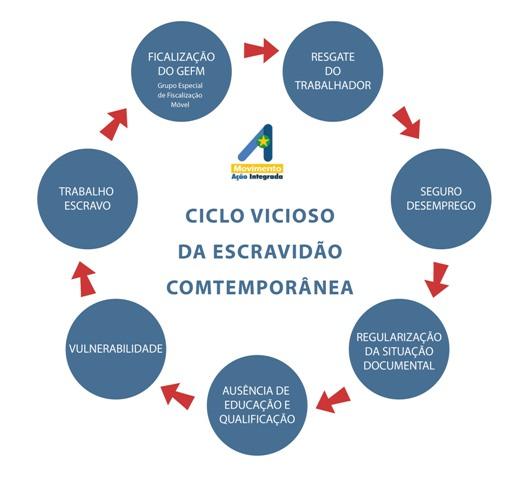 FICALIZAÇÃO
DO GEFM
Grupo Especial
de Fiscalização
Móvel
RESGATE
DO
TRABALHADOR
SEGURO
DESEMPREGO
REGULARIZAÇÃO
DA SITUAÇÃO
DOCUMENTAL
AUSÊNCIA DE
EDUCAÇÃO E
QUALIFICAÇÃO
VULNERABILIDADE
TRABALHO
ESCRAVO
Movimento
Ação Integrada
CICLO VICIOSO
DA ESCRAVIDÃO
COMTEMPORÂNEA